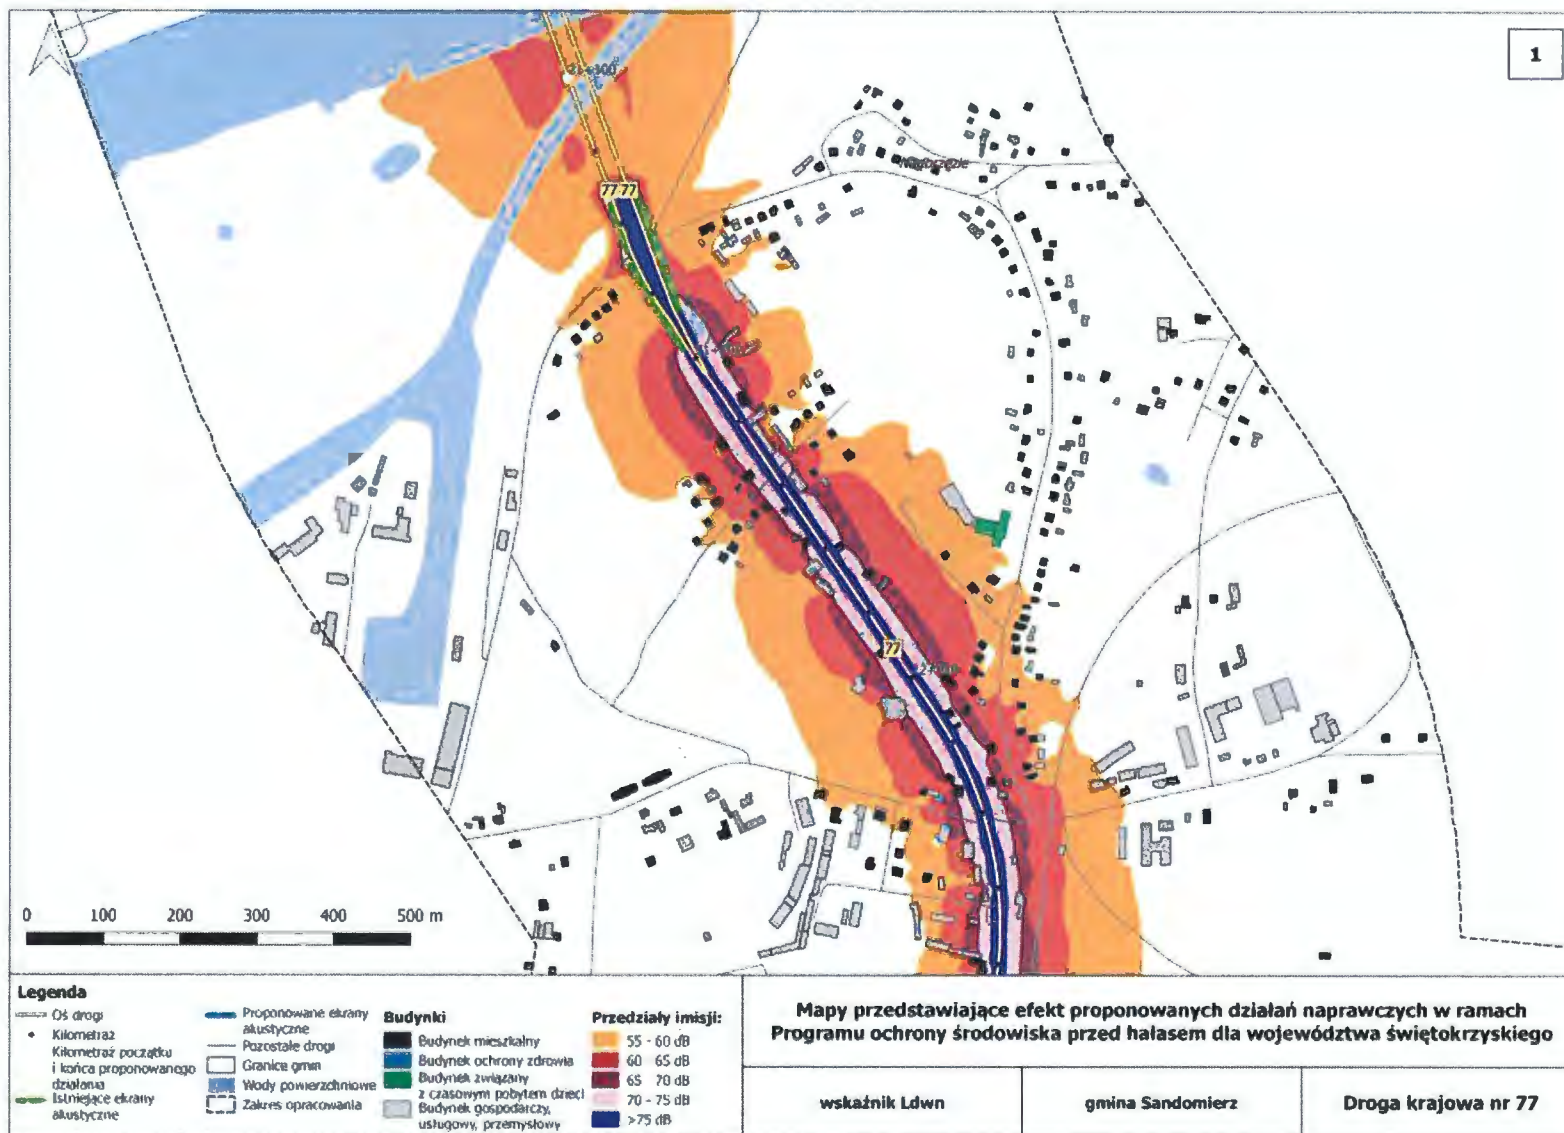 1
77 77
77
0 100 200 300 400 500 m
Legenda
Oś drogi
Kilometraż
Kilometraż początku
i końca proponowanego
działania
Istniejące ekrany
akustyczne
Proponowane ekrany
akustyczne
Pozostałe drogi
Granice gmin
Wody powierzchniowe
Zakres opracowania
Budynki
Budynek mieszkalny
Budynek ochrony zdrowia
Budynek związany
z czasowym pobytem dzieci
Budynek gospodarczy,
usługowy, przemysłowy
Przedziały imisji:
55 - 60 dB
60 65 dB
65 70 dB
70 - 75 dB
>75 dB
Mapy przedstawiające efekt proponowanych działań naprawczych w ramach
Programu ochrony środowiska przed hałasem dla województwa świętokrzyskiego
wskaźnik Ldwn
gmina Sandomierz
Droga krajowa nr 77